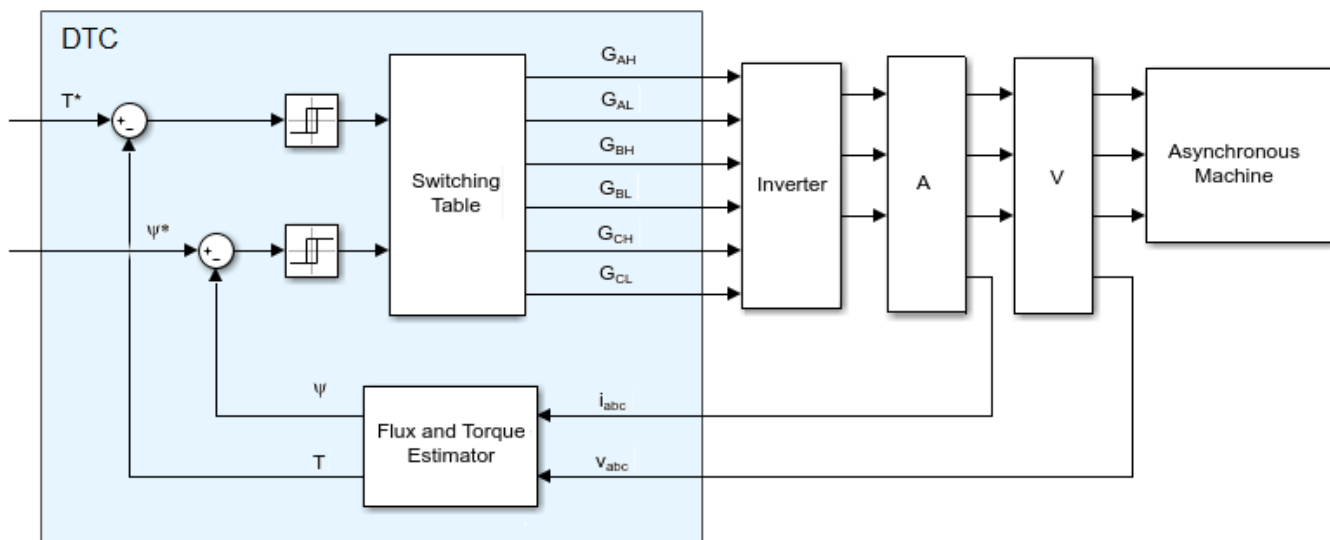 DTC
T*
ψ*
Switching
Table
G_AH
G_AL
G_BH
G_BL
G_CH
G_CL
Inverter
A
V
Asynchronous
Machine
ψ
T
Flux and Torque
Estimator
i_abc
v_abc